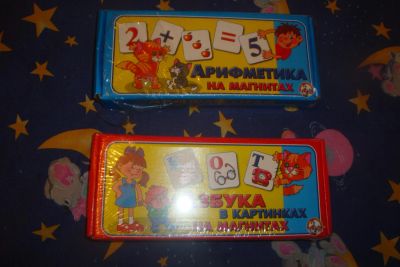 2 + = 5
АРИФМЕТИКА
НА МАГНИТАХ
О Т
АЗБУКА
В КАРТИНКАХ
НА МАГНИТАХ